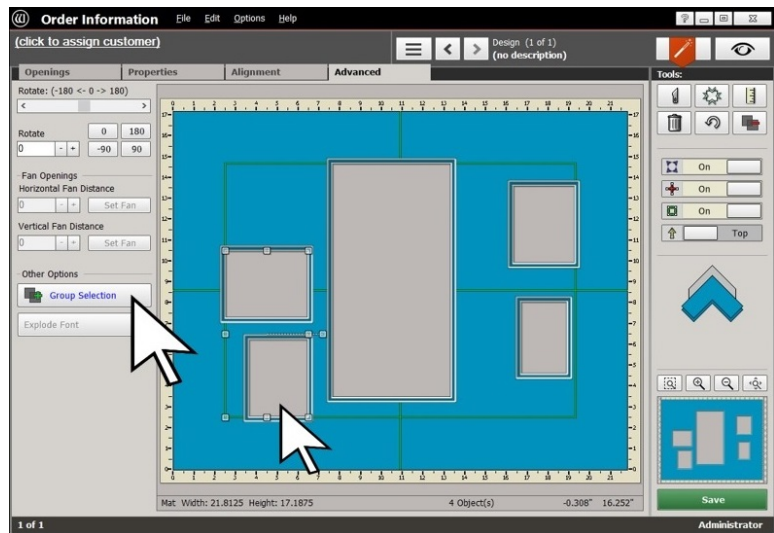 Order Information File Edit Options Help
(click to assign customer)
Design (1 of 1)
(no description)
Openings Properties Alignment Advanced
Tools:
Rotate: (-180 <- 0 -> 180)
Rotate 0 180
0 - + -90 90
Fan Openings
Horizontal Fan Distance
0 - + Set Fan
Vertical Fan Distance
0 - + Set Fan
Other Options
Group Selection
Explode Font
On
On
On
Top
Mat Width: 21.8125 Height: 17.1875 4 Object(s) -0.308" 16.252"
Save
1 of 1 Administrator